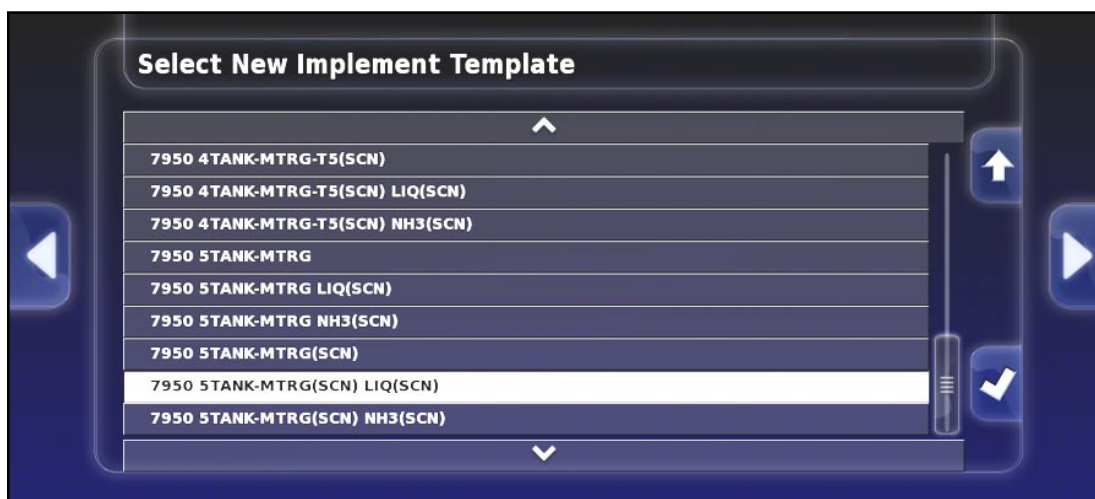 Select New Implement Template
7950 4TANK-MTRG-T5(SCN)
7950 4TANK-MTRG-T5(SCN) LIQ(SCN)
7950 4TANK-MTRG-T5(SCN) NH3(SCN)
7950 5TANK-MTRG
7950 5TANK-MTRG LIQ(SCN)
7950 5TANK-MTRG NH3(SCN)
7950 5TANK-MTRG(SCN)
7950 5TANK-MTRG(SCN) LIQ(SCN)
7950 5TANK-MTRG(SCN) NH3(SCN)